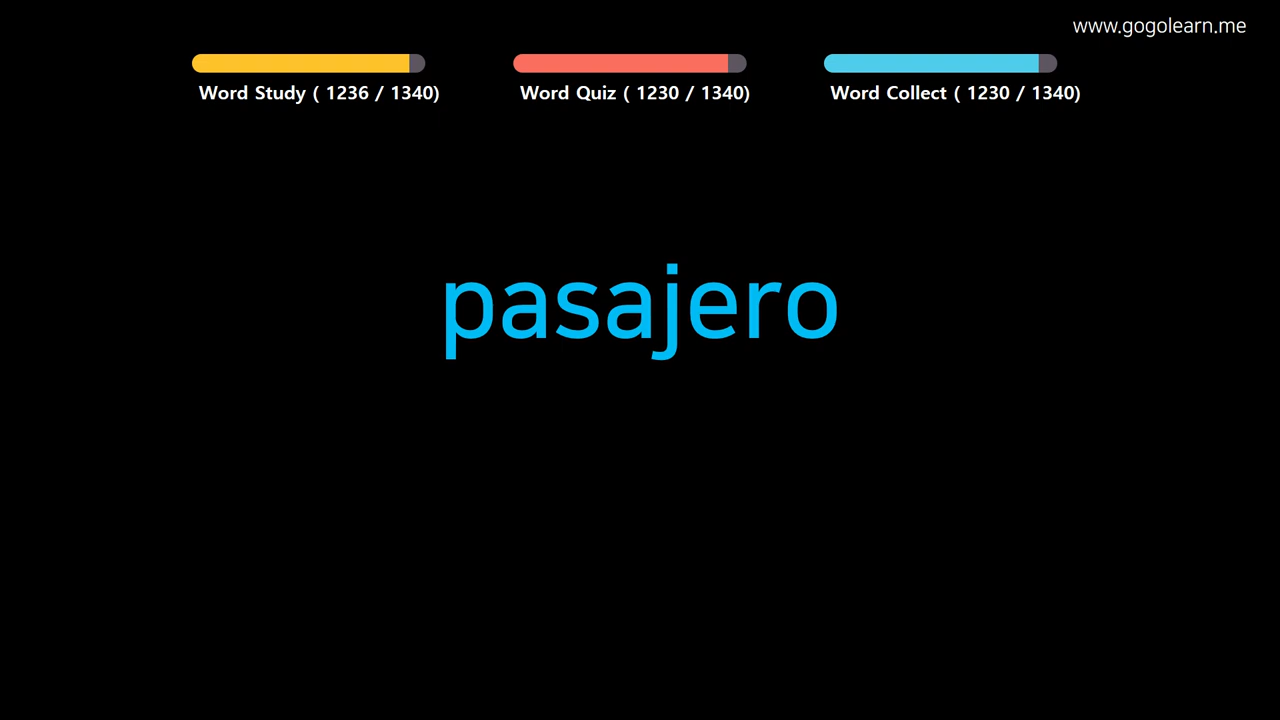 www.gogolearn.me
Word Study ( 1236 / 1340)
Word Quiz ( 1230 / 1340)
Word Collect ( 1230 / 1340)
pasajero